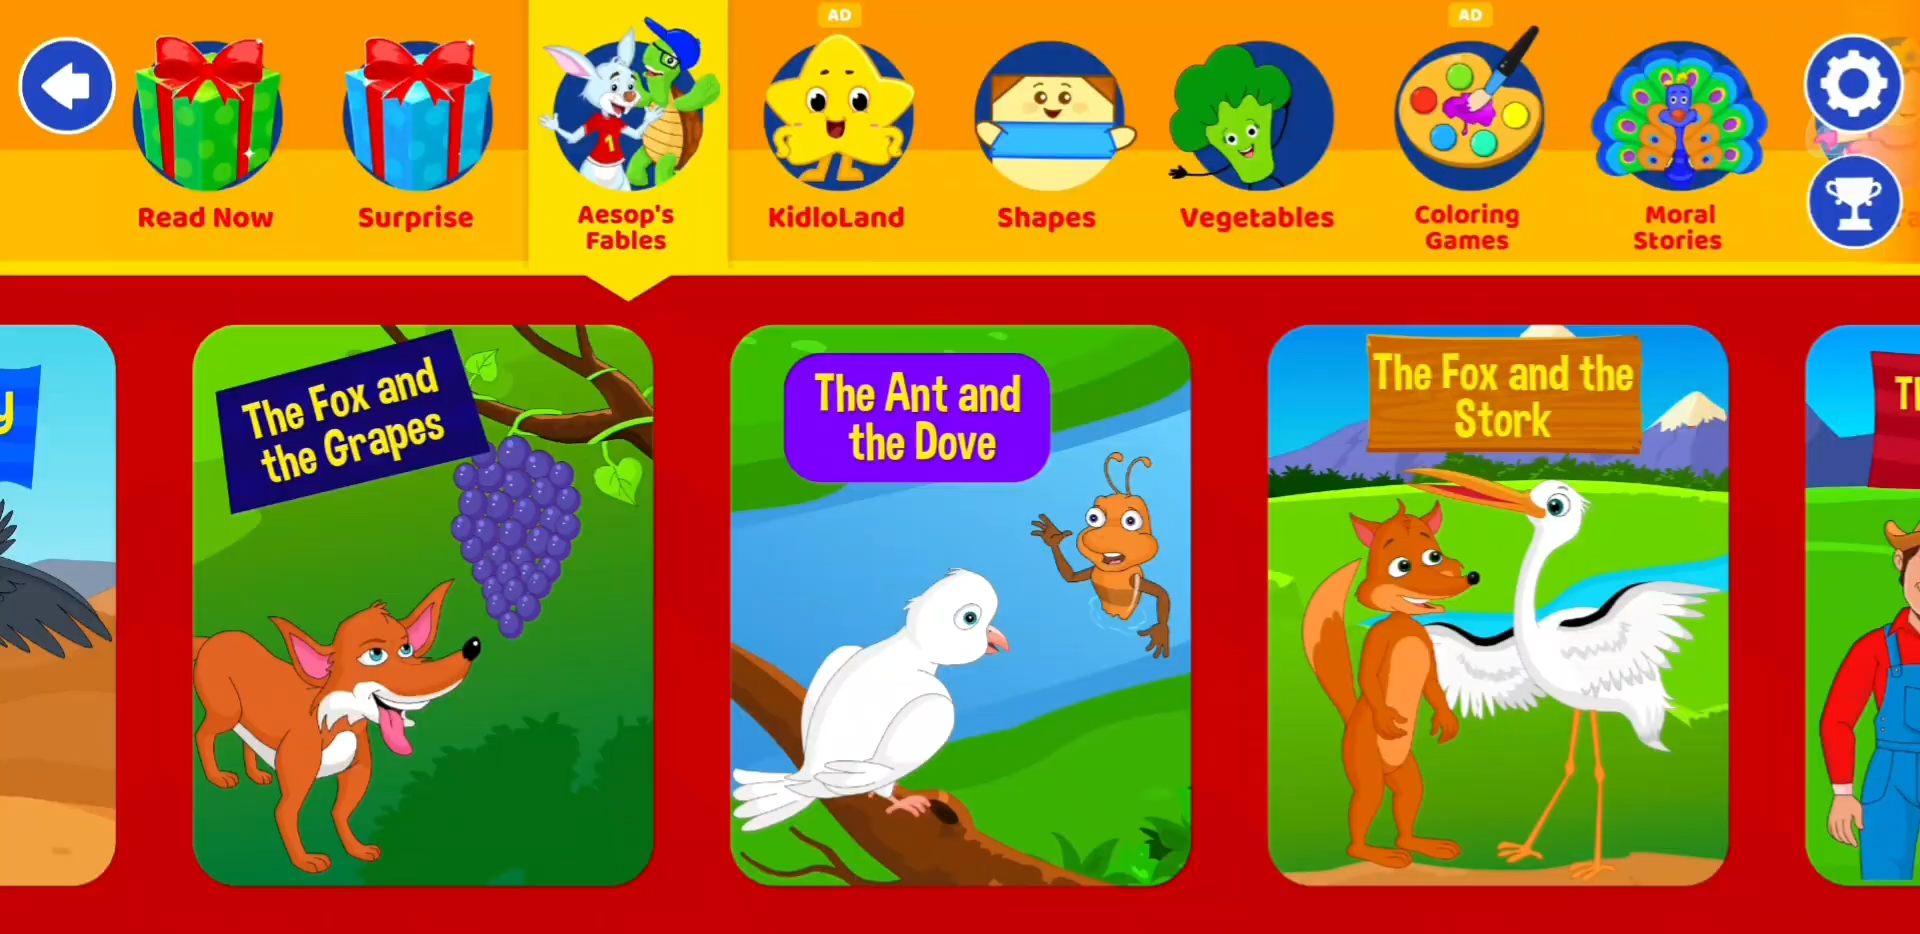 AD
AD
Read Now
Surprise
Aesop's
Fables
KidloLand
Shapes
Vegetables
Coloring
Games
Moral
Stories
1
The Fox and
the Grapes
The Ant and
the Dove
The Fox and the
Stork